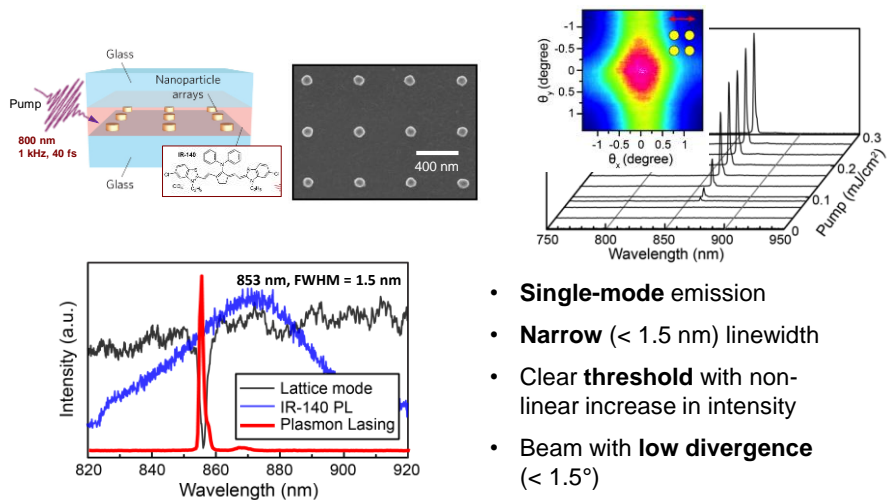 Glass
Nanoparticle
arrays
Pump
800 nm
1 kHz, 40 fs
IR-140
Glass
400 nm
-1
-0.5
0
0.5
1
θy (degree)
-1 0 1
θx (degree)
0.3
0.2
0.1
0
Pump (mJ/cm²)
750 800 850 900 950
Wavelength (nm)
853 nm, FWHM = 1.5 nm
Intensity (a.u.)
Lattice mode
IR-140 PL
Plasmon Lasing
820 840 860 880 900 920
Wavelength (nm)
• Single-mode emission
• Narrow (< 1.5 nm) linewidth
• Clear threshold with non-
linear increase in intensity
• Beam with low divergence
(< 1.5°)